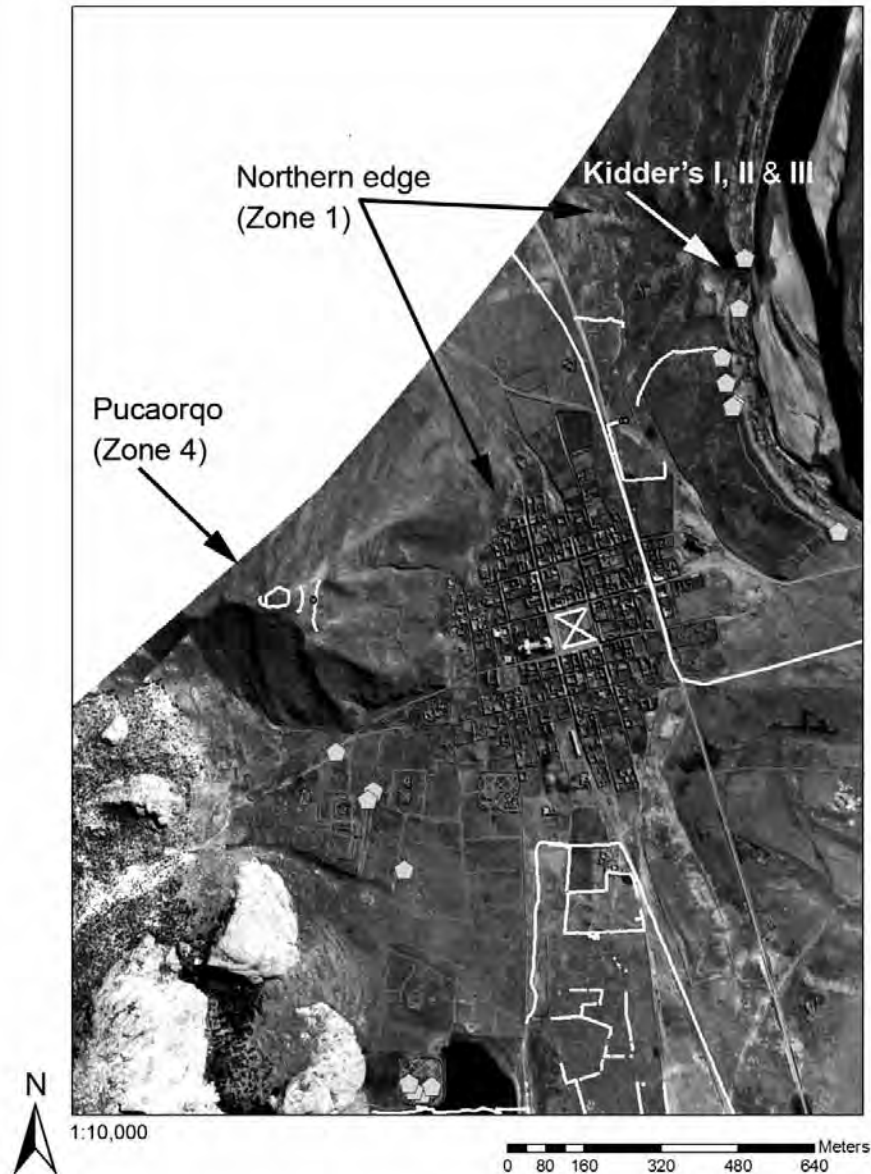 Northern edge
(Zone 1)
Kidder's I, II & III
Pucaorqo
(Zone 4)
N
1:10,000
Meters
0 80 160 320 480 640